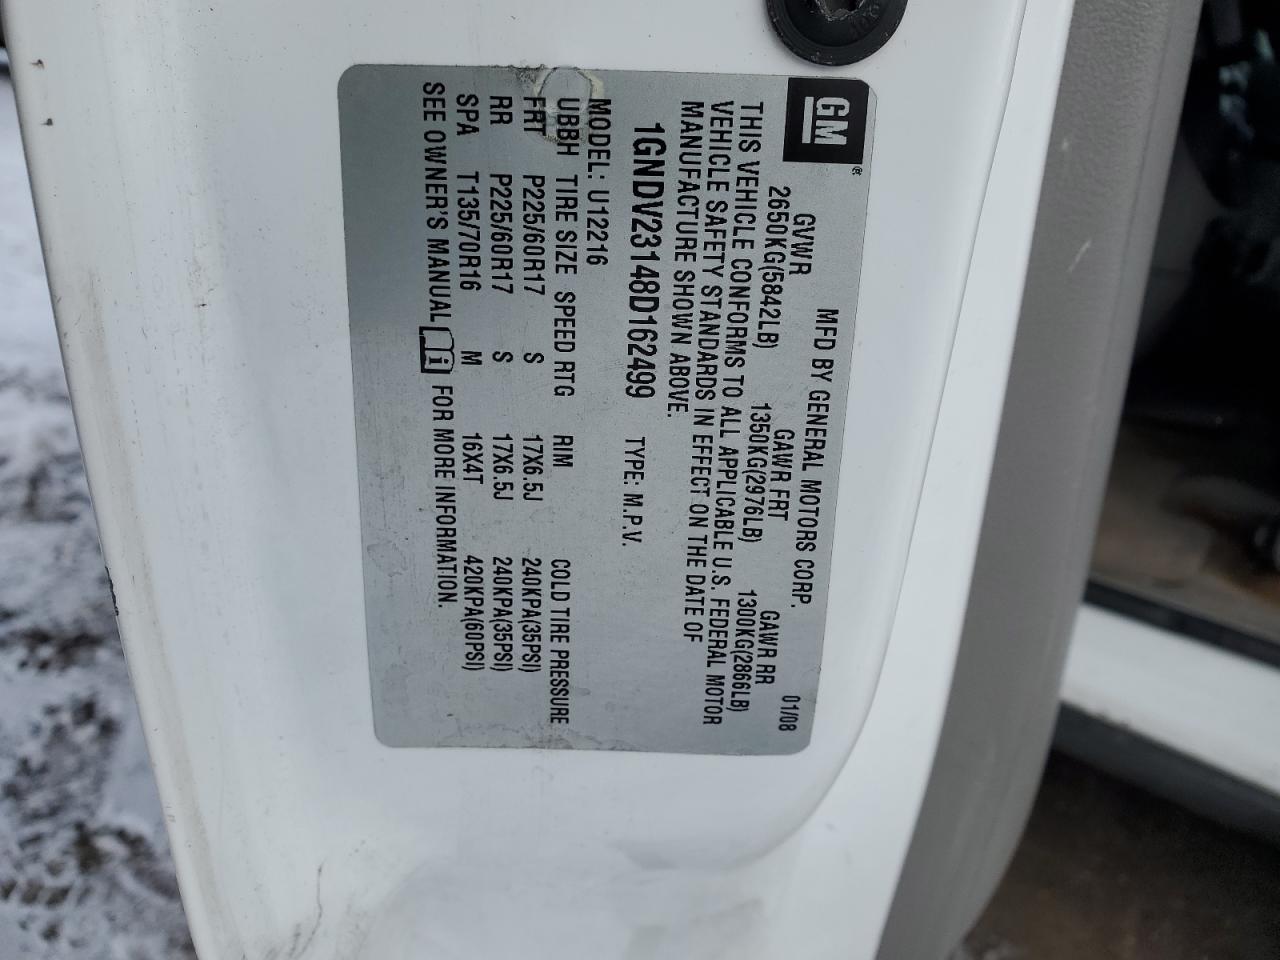 GM®
MFD BY GENERAL MOTORS CORP. 01/08
GVWR GAWR FRT GAWR RR
2650KG(5842LB) 1350KG(2976LB) 1300KG(2866LB)
THIS VEHICLE CONFORMS TO ALL APPLICABLE U.S. FEDERAL MOTOR
VEHICLE SAFETY STANDARDS IN EFFECT ON THE DATE OF
MANUFACTURE SHOWN ABOVE.
1GNDV23148D162499 TYPE: M.P.V.
MODEL: U12216
UBBH TIRE SIZE SPEED RTG RIM COLD TIRE PRESSURE
FRT P225/60R17 S 17X6.5J 240KPA(35PSI)
RR P225/60R17 S 17X6.5J 240KPA(35PSI)
SPA T135/70R16 M 16X4T 420KPA(60PSI)
SEE OWNER'S MANUAL i FOR MORE INFORMATION.